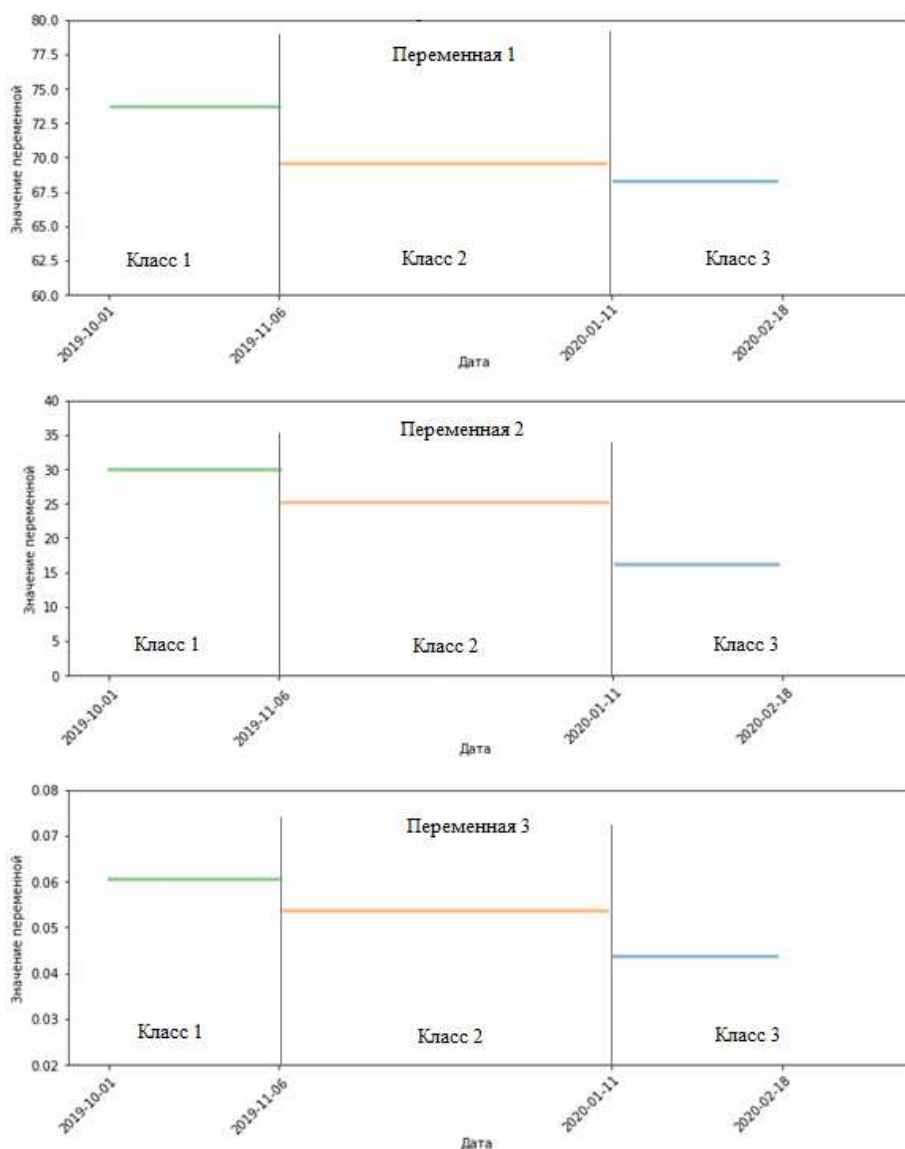 Переменная 1
80.0
77.5
75.0
72.5
70.0
67.5
65.0
62.5
60.0
Значение переменной
Класс 1
Класс 2
Класс 3
2019-10-01
2019-11-06
2020-01-11
2020-02-18
Дата
Переменная 2
40
35
30
25
20
15
10
5
0
Значение переменной
Класс 1
Класс 2
Класс 3
2019-10-01
2019-11-06
2020-01-11
2020-02-18
Дата
Переменная 3
0.08
0.07
0.06
0.05
0.04
0.03
0.02
Значение переменной
Класс 1
Класс 2
Класс 3
2019-10-01
2019-11-06
2020-01-11
2020-02-18
Дата